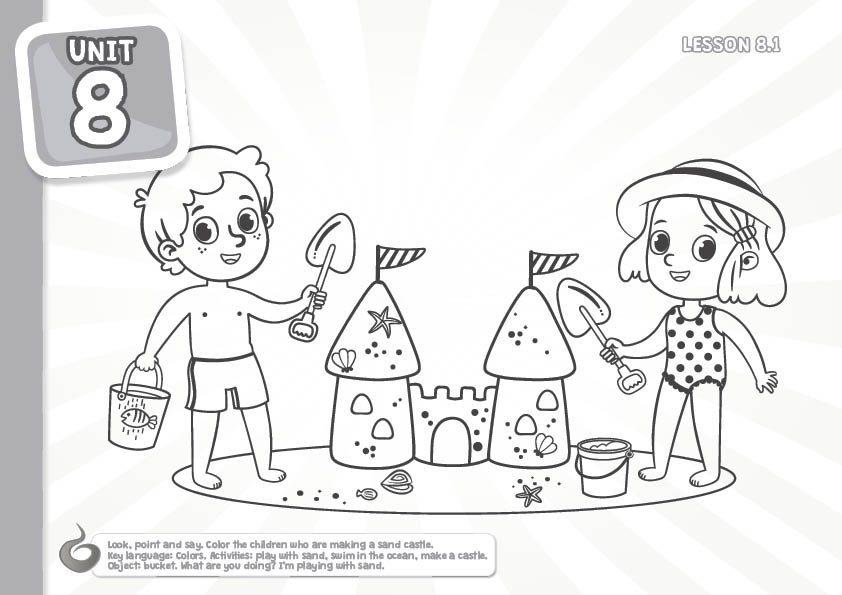 UNIT
8
LESSON 8.1
Look, point and say. Color the children who are making a sand castle.
Key language: Colors. Activities: play with sand, swim in the ocean, make a castle.
Object: bucket. What are you doing? I'm playing with sand.